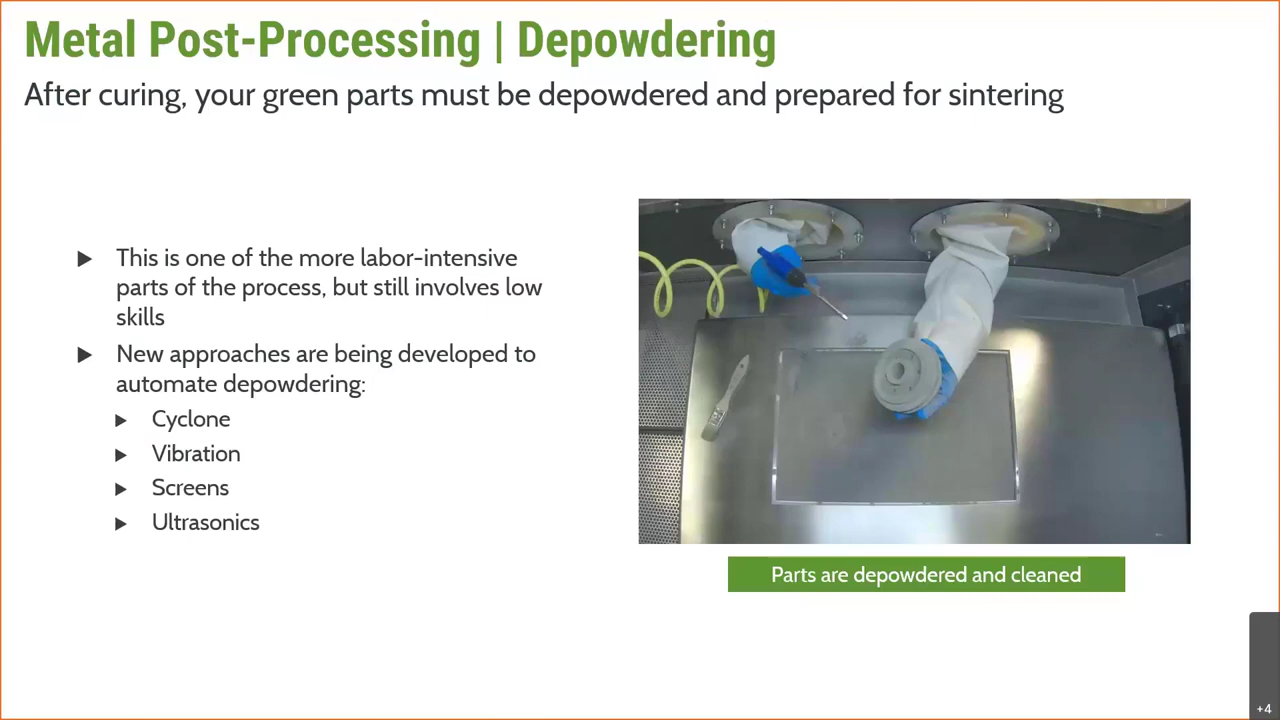 Metal Post-Processing | Depowdering
After curing, your green parts must be depowdered and prepared for sintering
This is one of the more labor-intensive
parts of the process, but still involves low
skills
New approaches are being developed to
automate depowdering:
Cyclone
Vibration
Screens
Ultrasonics
Parts are depowdered and cleaned
+4